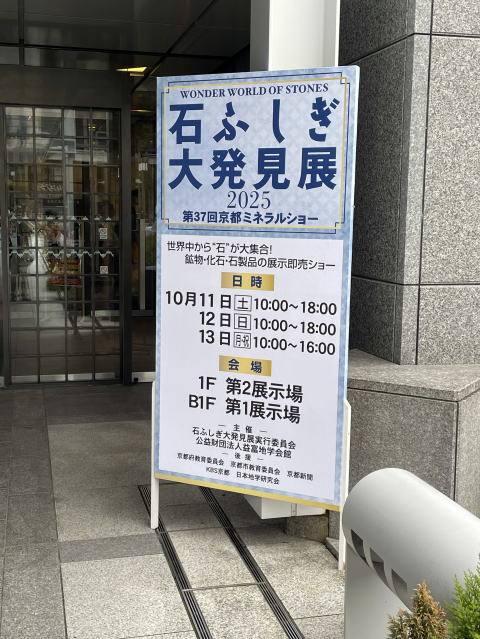 WONDER WORLD OF STONES
石ふしぎ
大発見展
2025
第37回京都ミネラルショー
世界中から"石"が大集合!
鉱物・化石・石製品の展示即売ショー
日時
10月11日 土 10:00〜18:00
12日 日 10:00〜18:00
13日 月・祝 10:00〜16:00
会場
1F 第2展示場
B1F 第1展示場
― 主催 ―
石ふしぎ大発見展実行委員会
公益財団法人益富地学会館
― 後援 ―
京都府教育委員会 京都市教育委員会 京都新聞
KBS京都 日本地学研究会